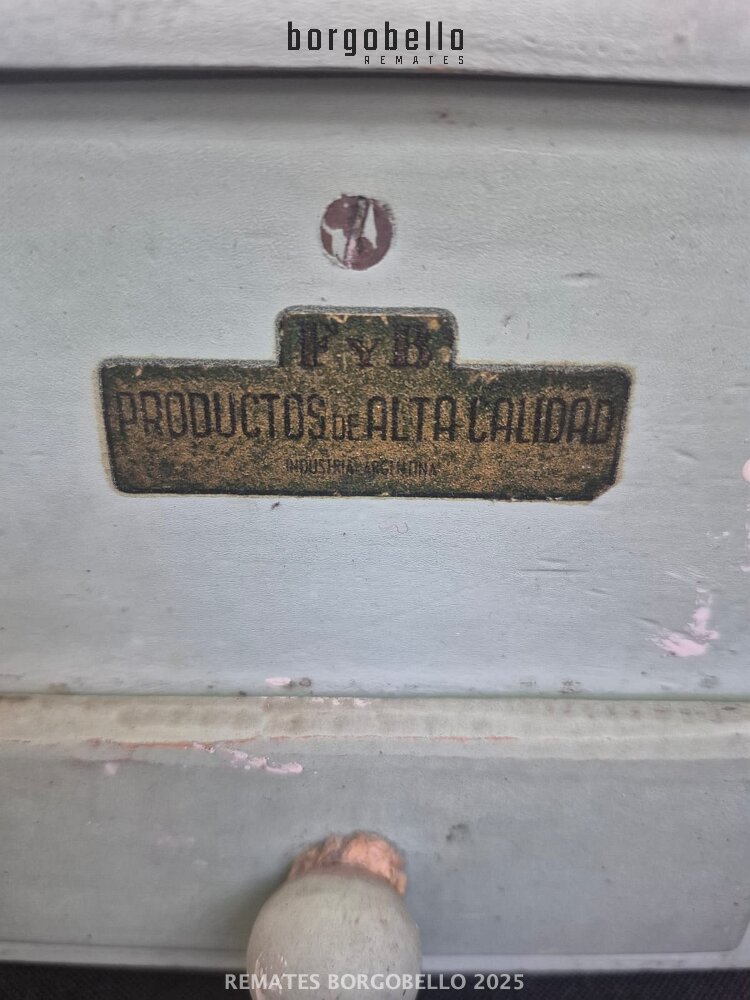 borgobello
REMATES
F Y B
PRODUCTOS DE ALTA CALIDAD
INDUSTRIA ARGENTINA
REMATES BORGOBELLO 2025